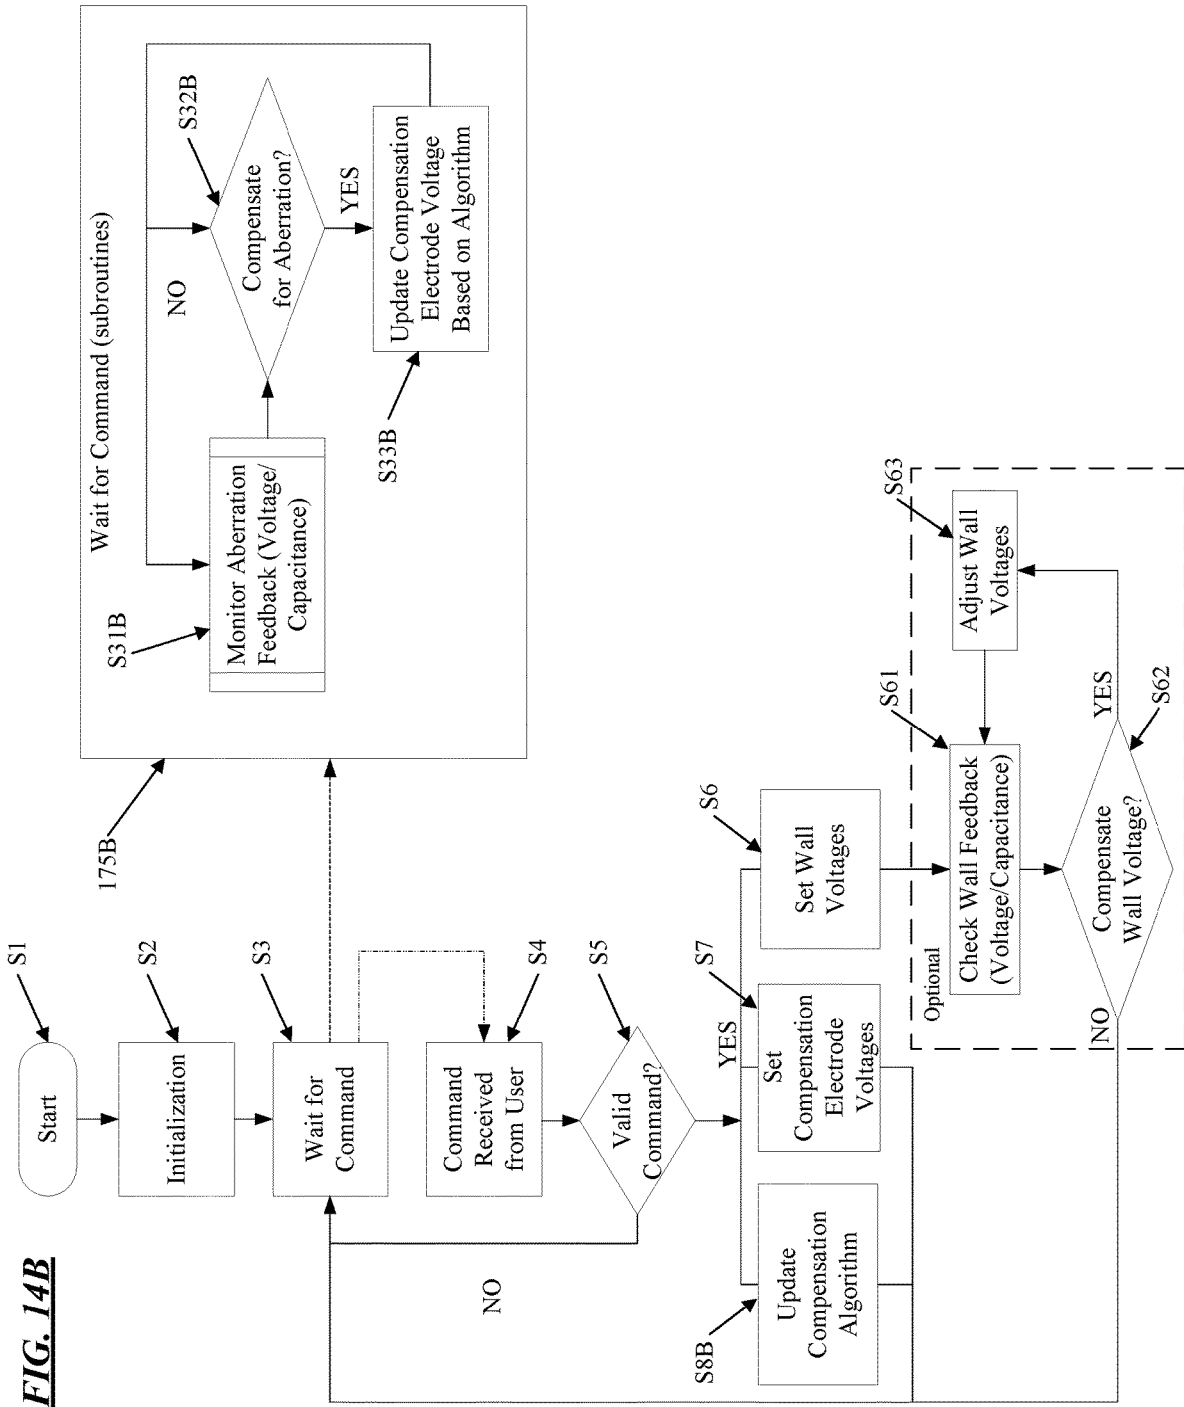 FIG. 14B
Start
S1
Initialization
S2
Wait for
Command
S3
Command
Received
from User
S4
Valid
Command?
S5
NO
YES
Update
Compensation
Algorithm
S8B
Set
Compensation
Electrode
Voltages
S7
Set Wall
Voltages
S6
Optional
Check Wall Feedback
(Voltage/Capacitance)
S61
Adjust Wall
Voltages
S63
Compensate
Wall Voltage?
S62
NO
YES
175B
Wait for Command (subroutines)
S31B
Monitor Aberration
Feedback (Voltage/
Capacitance)
NO
Compensate
for Aberration?
S32B
YES
Update Compensation
Electrode Voltage
Based on Algorithm
S33B